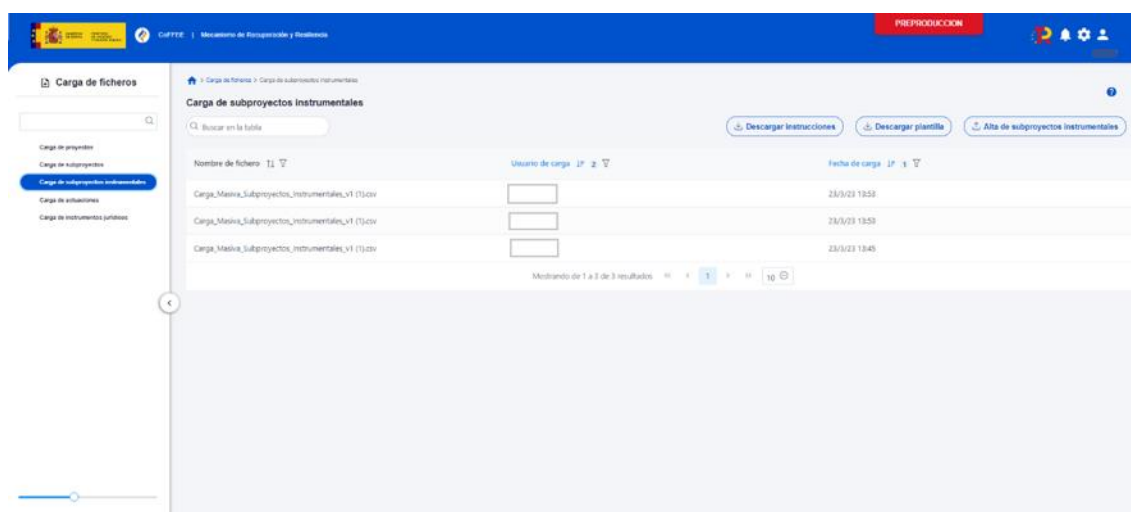 PREPRODUCCION
CoFFEE | Mecanismo de Recuperación y Resiliencia
Carga de ficheros
> Carga de ficheros > Carga de subproyectos instrumentales
Carga de subproyectos instrumentales
Buscar en la tabla
Descargar instrucciones
Descargar plantilla
Alta de subproyectos instrumentales
Carga de proyectos
Carga de subproyectos
Carga de subproyectos instrumentales
Carga de actuaciones
Carga de instrumentos jurídicos
Nombre de fichero Usuario de carga 2 Fecha de carga 1
Carga_Masiva_Subproyectos_Instrumentales_v1 (1).csv 23/3/23 13:53
Carga_Masiva_Subproyectos_Instrumentales_v1 (1).csv 23/3/23 13:53
Carga_Masiva_Subproyectos_Instrumentales_v1 (1).csv 23/3/23 13:45
Mostrando de 1 a 3 de 3 resultados 1 10